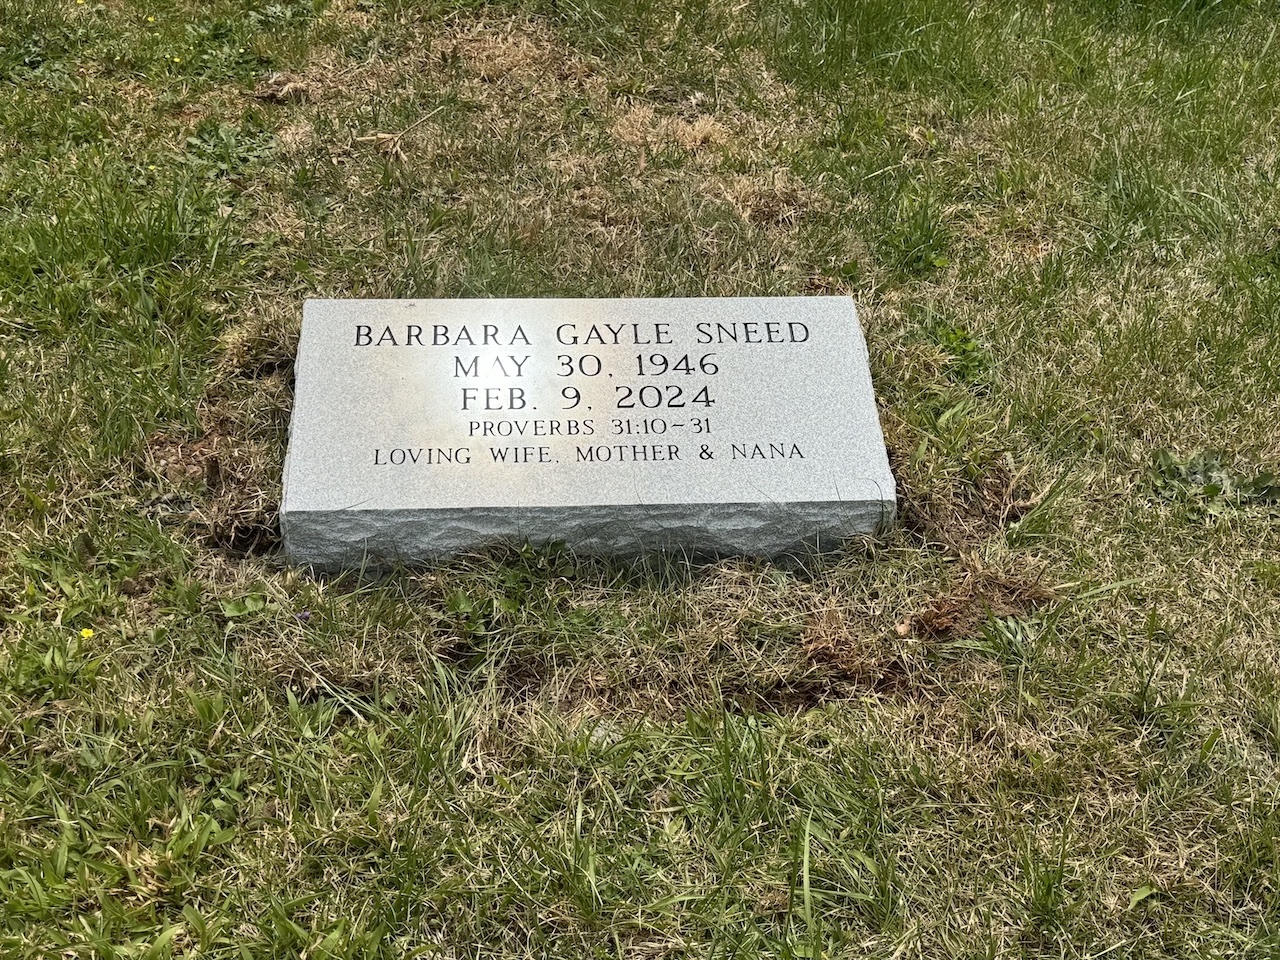 BARBARA GAYLE SNEED
MAY 30, 1946
FEB. 9, 2024
PROVERBS 31:10-31
LOVING WIFE, MOTHER & NANA